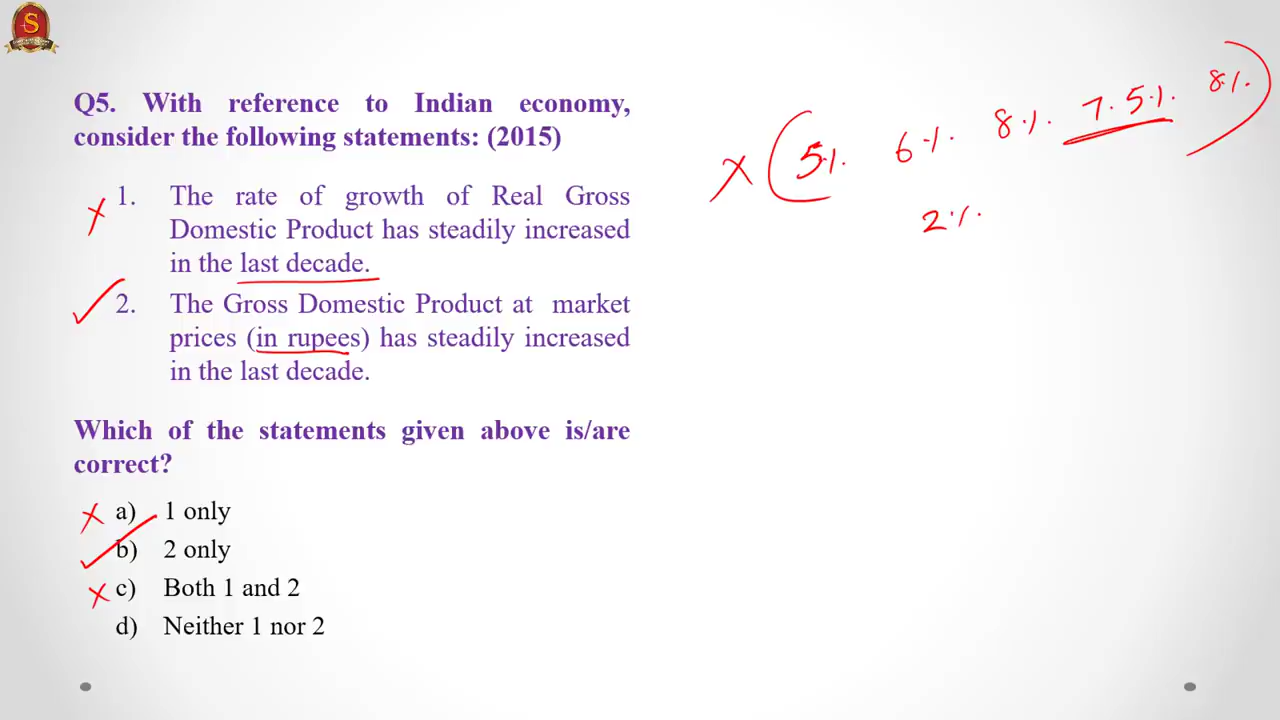 S
Q5. With reference to Indian economy,
consider the following statements: (2015)
1. The rate of growth of Real Gross
Domestic Product has steadily increased
in the last decade.
2. The Gross Domestic Product at market
prices (in rupees) has steadily increased
in the last decade.
Which of the statements given above is/are
correct?
a) 1 only
b) 2 only
c) Both 1 and 2
d) Neither 1 nor 2
5% 6% 8% 7.5% 8%
2%